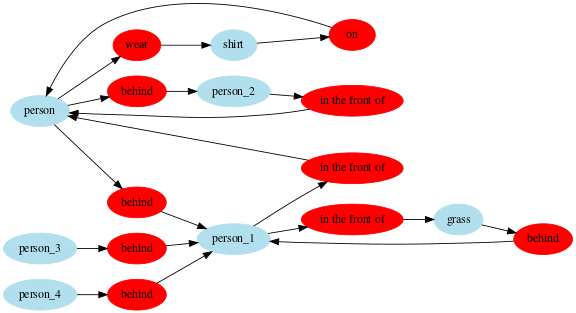 on
wear
shirt
behind
person_2
in the front of
person
in the front of
behind
in the front of
grass
person_1
behind
person_3
behind
person_4
behind